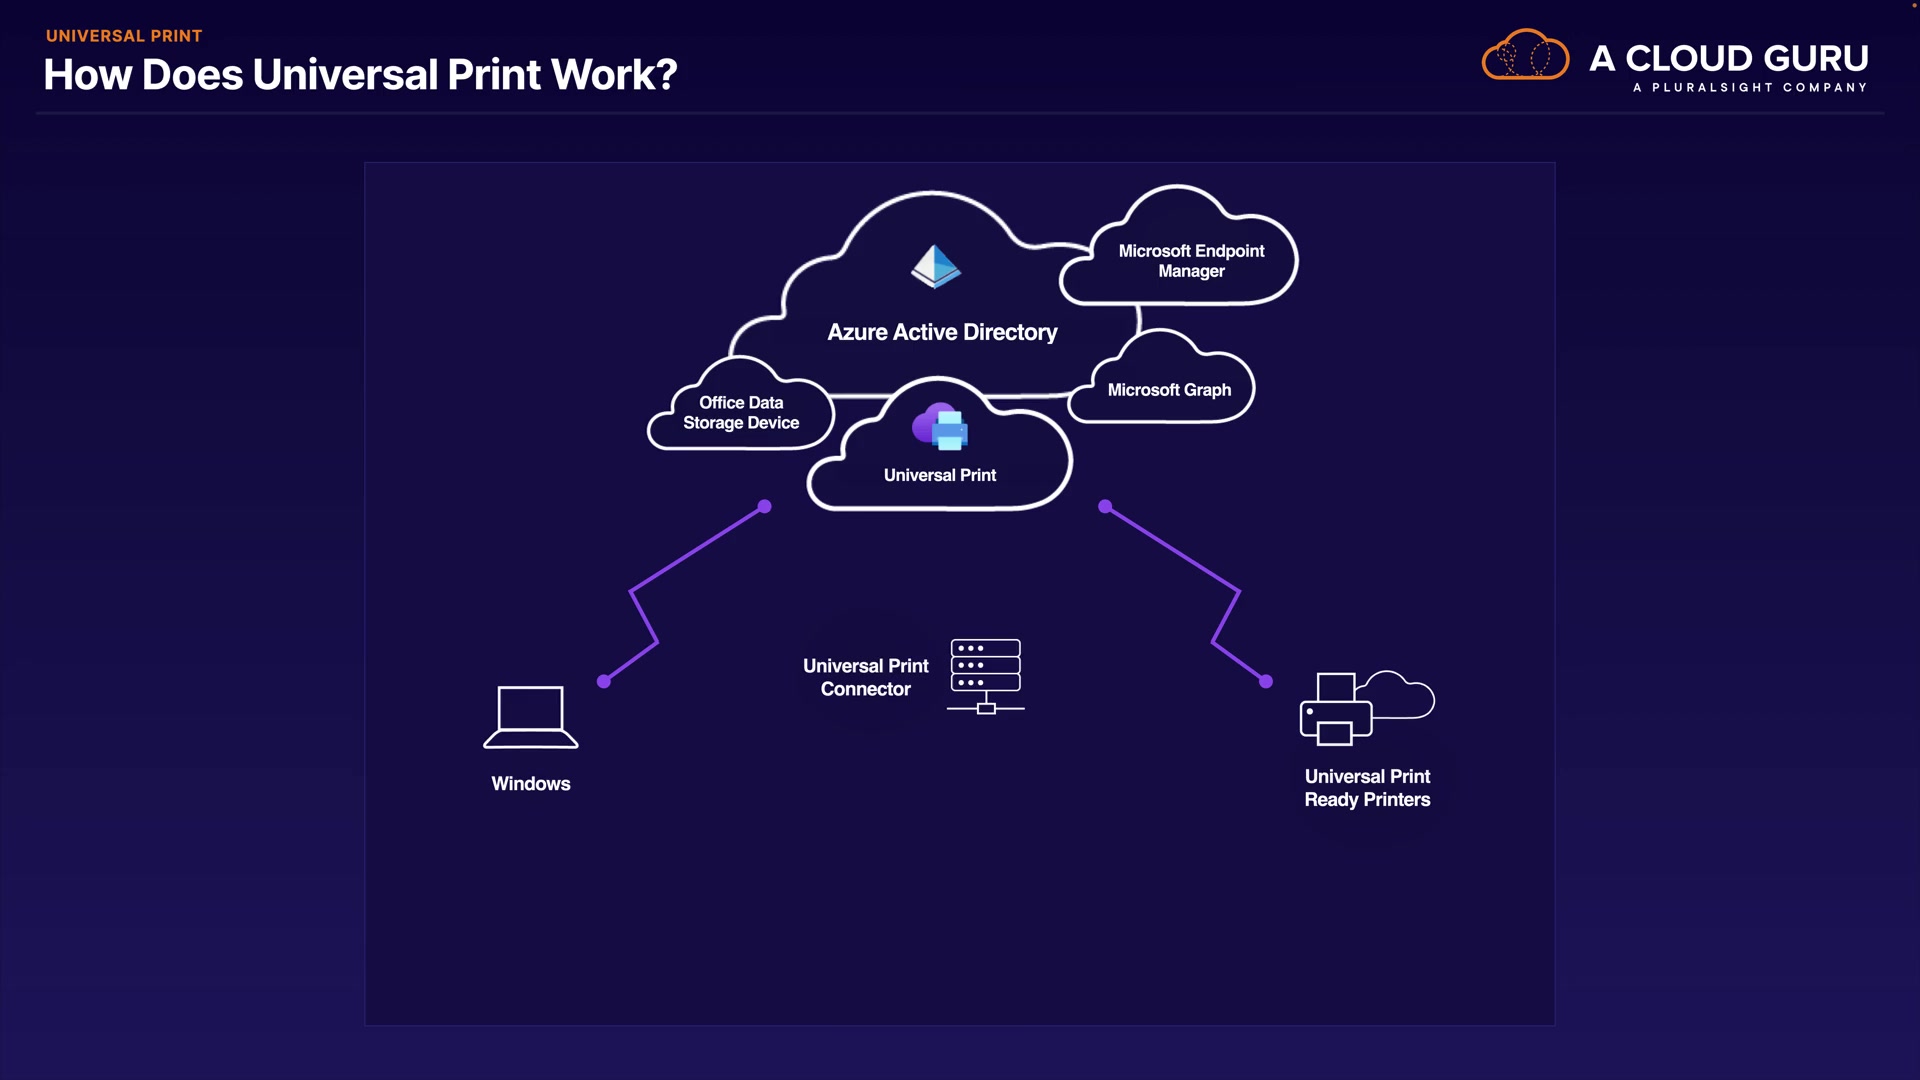 UNIVERSAL PRINT
How Does Universal Print Work?
A CLOUD GURU
A PLURALSIGHT COMPANY
Microsoft Endpoint
Manager
Azure Active Directory
Microsoft Graph
Office Data
Storage Device
Universal Print
Universal Print
Connector
Windows
Universal Print
Ready Printers